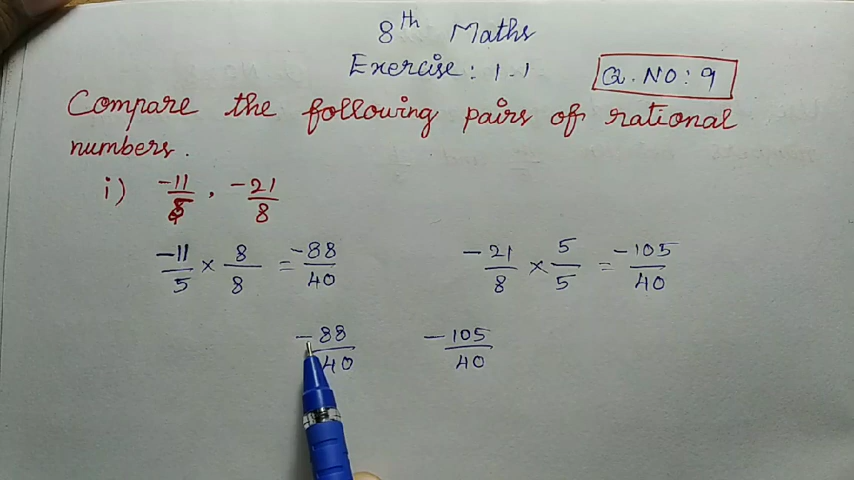 8th Maths
Exercise : 1.1
Q. NO : 9
Compare the following pairs of rational
numbers.
i) -11/5 , -21/8
-11/5 × 8/8 = -88/40
-21/8 × 5/5 = -105/40
-88/40 -105/40